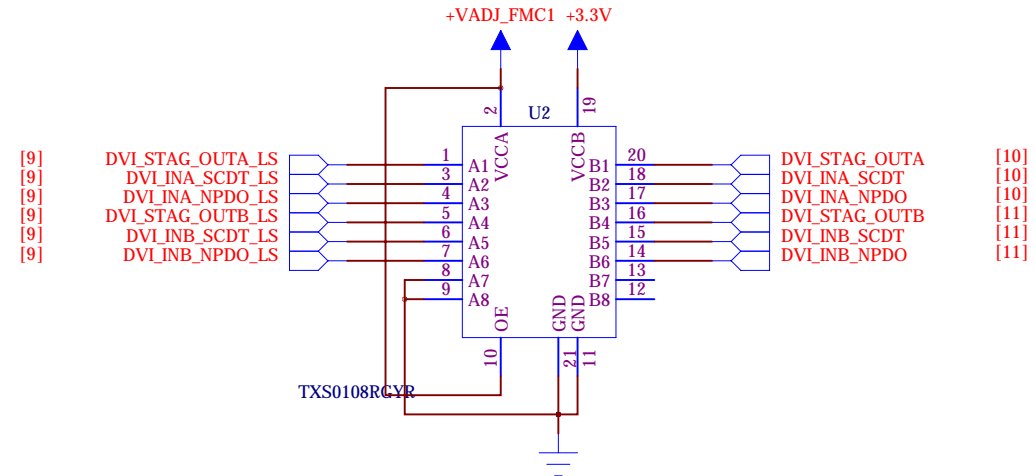 +VADJ_FMC1 +3.3V
2 19
U2
VCCA VCCB
[9] DVI_STAG_OUTA_LS 1 A1 B1 20 DVI_STAG_OUTA [10]
[9] DVI_INA_SCDT_LS 3 A2 B2 18 DVI_INA_SCDT [10]
[9] DVI_INA_NPDO_LS 4 A3 B3 17 DVI_INA_NPDO [10]
[9] DVI_STAG_OUTB_LS 5 A4 B4 16 DVI_STAG_OUTB [11]
[9] DVI_INB_SCDT_LS 6 A5 B5 15 DVI_INB_SCDT [11]
[9] DVI_INB_NPDO_LS 7 A6 B6 14 DVI_INB_NPDO [11]
8 A7 B7 13
9 A8 B8 12
OE GND GND
10 21 11
TXS0108RGYR